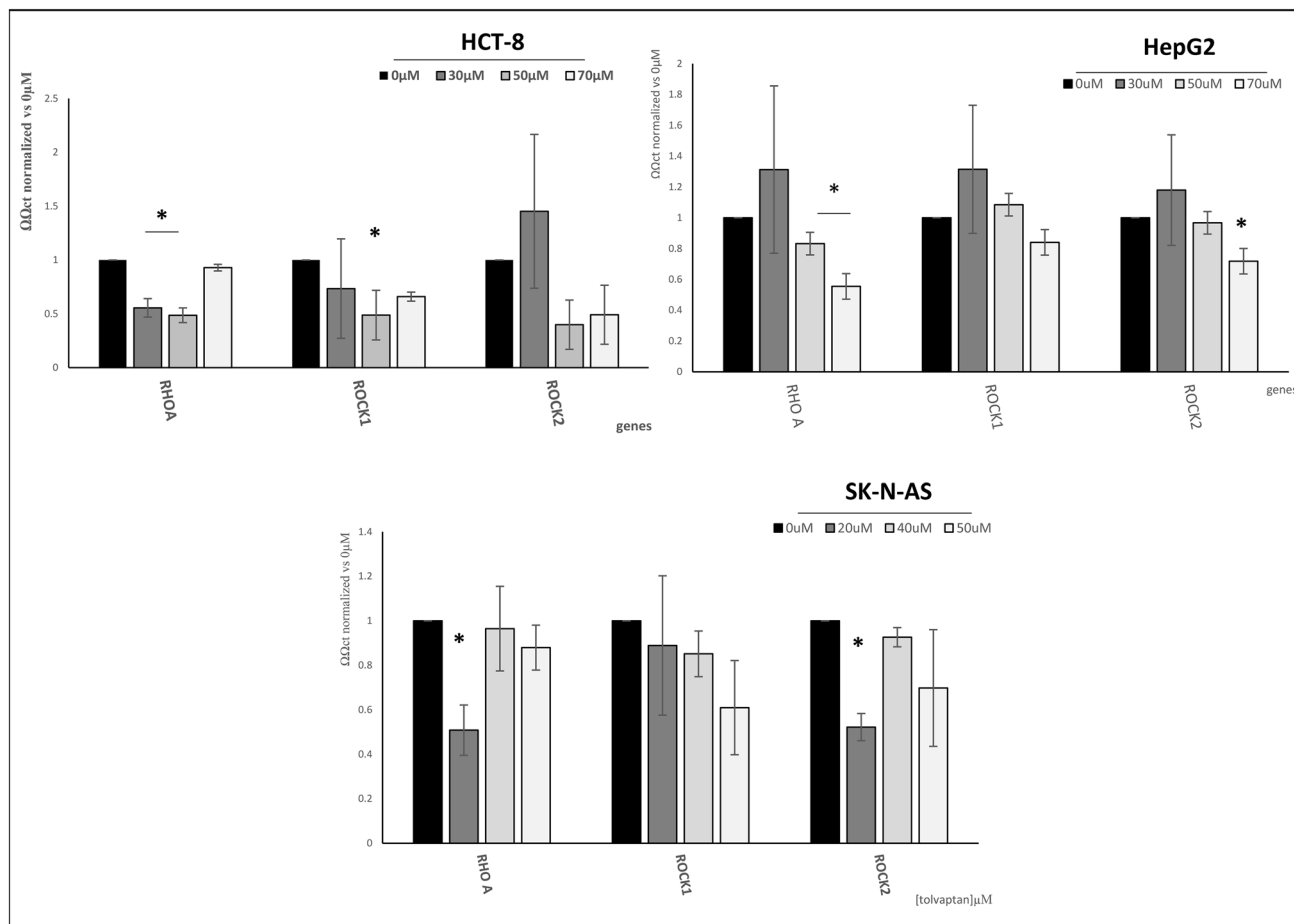 HCT-8
■ 0µM ■ 30µM ■ 50µM □ 70µM
ΩΩct normalized vs 0µM
2.5
2
1.5
1
0.5
0
*
*
RHOA
ROCK1
ROCK2
genes
HepG2
■ 0uM ■ 30uM □ 50uM □ 70uM
ΩΩct normalized vs 0µM
2
1.8
1.6
1.4
1.2
1
0.8
0.6
0.4
0.2
0
*
*
RHO A
ROCK1
ROCK2
genes
SK-N-AS
■ 0uM ■ 20uM □ 40uM □ 50uM
ΩΩct normalized vs 0µM
1.4
1.2
1
0.8
0.6
0.4
0.2
0
*
*
RHO A
ROCK1
ROCK2
[tolvaptan]µM